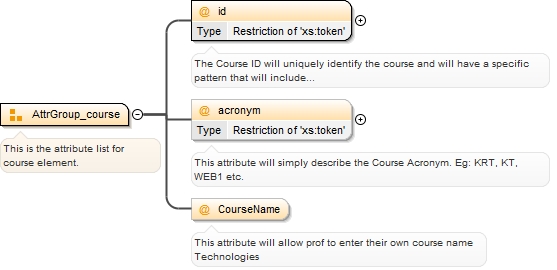 @ id
Type Restriction of 'xs:token'
The Course ID will uniquely identify the course and will have a specific
pattern that will include...
AttrGroup_course
This is the attribute list for
course element.
@ acronym
Type Restriction of 'xs:token'
This attribute will simply describe the Course Acronym. Eg: KRT, KT,
WEB1 etc.
@ CourseName
This attribute will allow prof to enter their own course name
Technologies